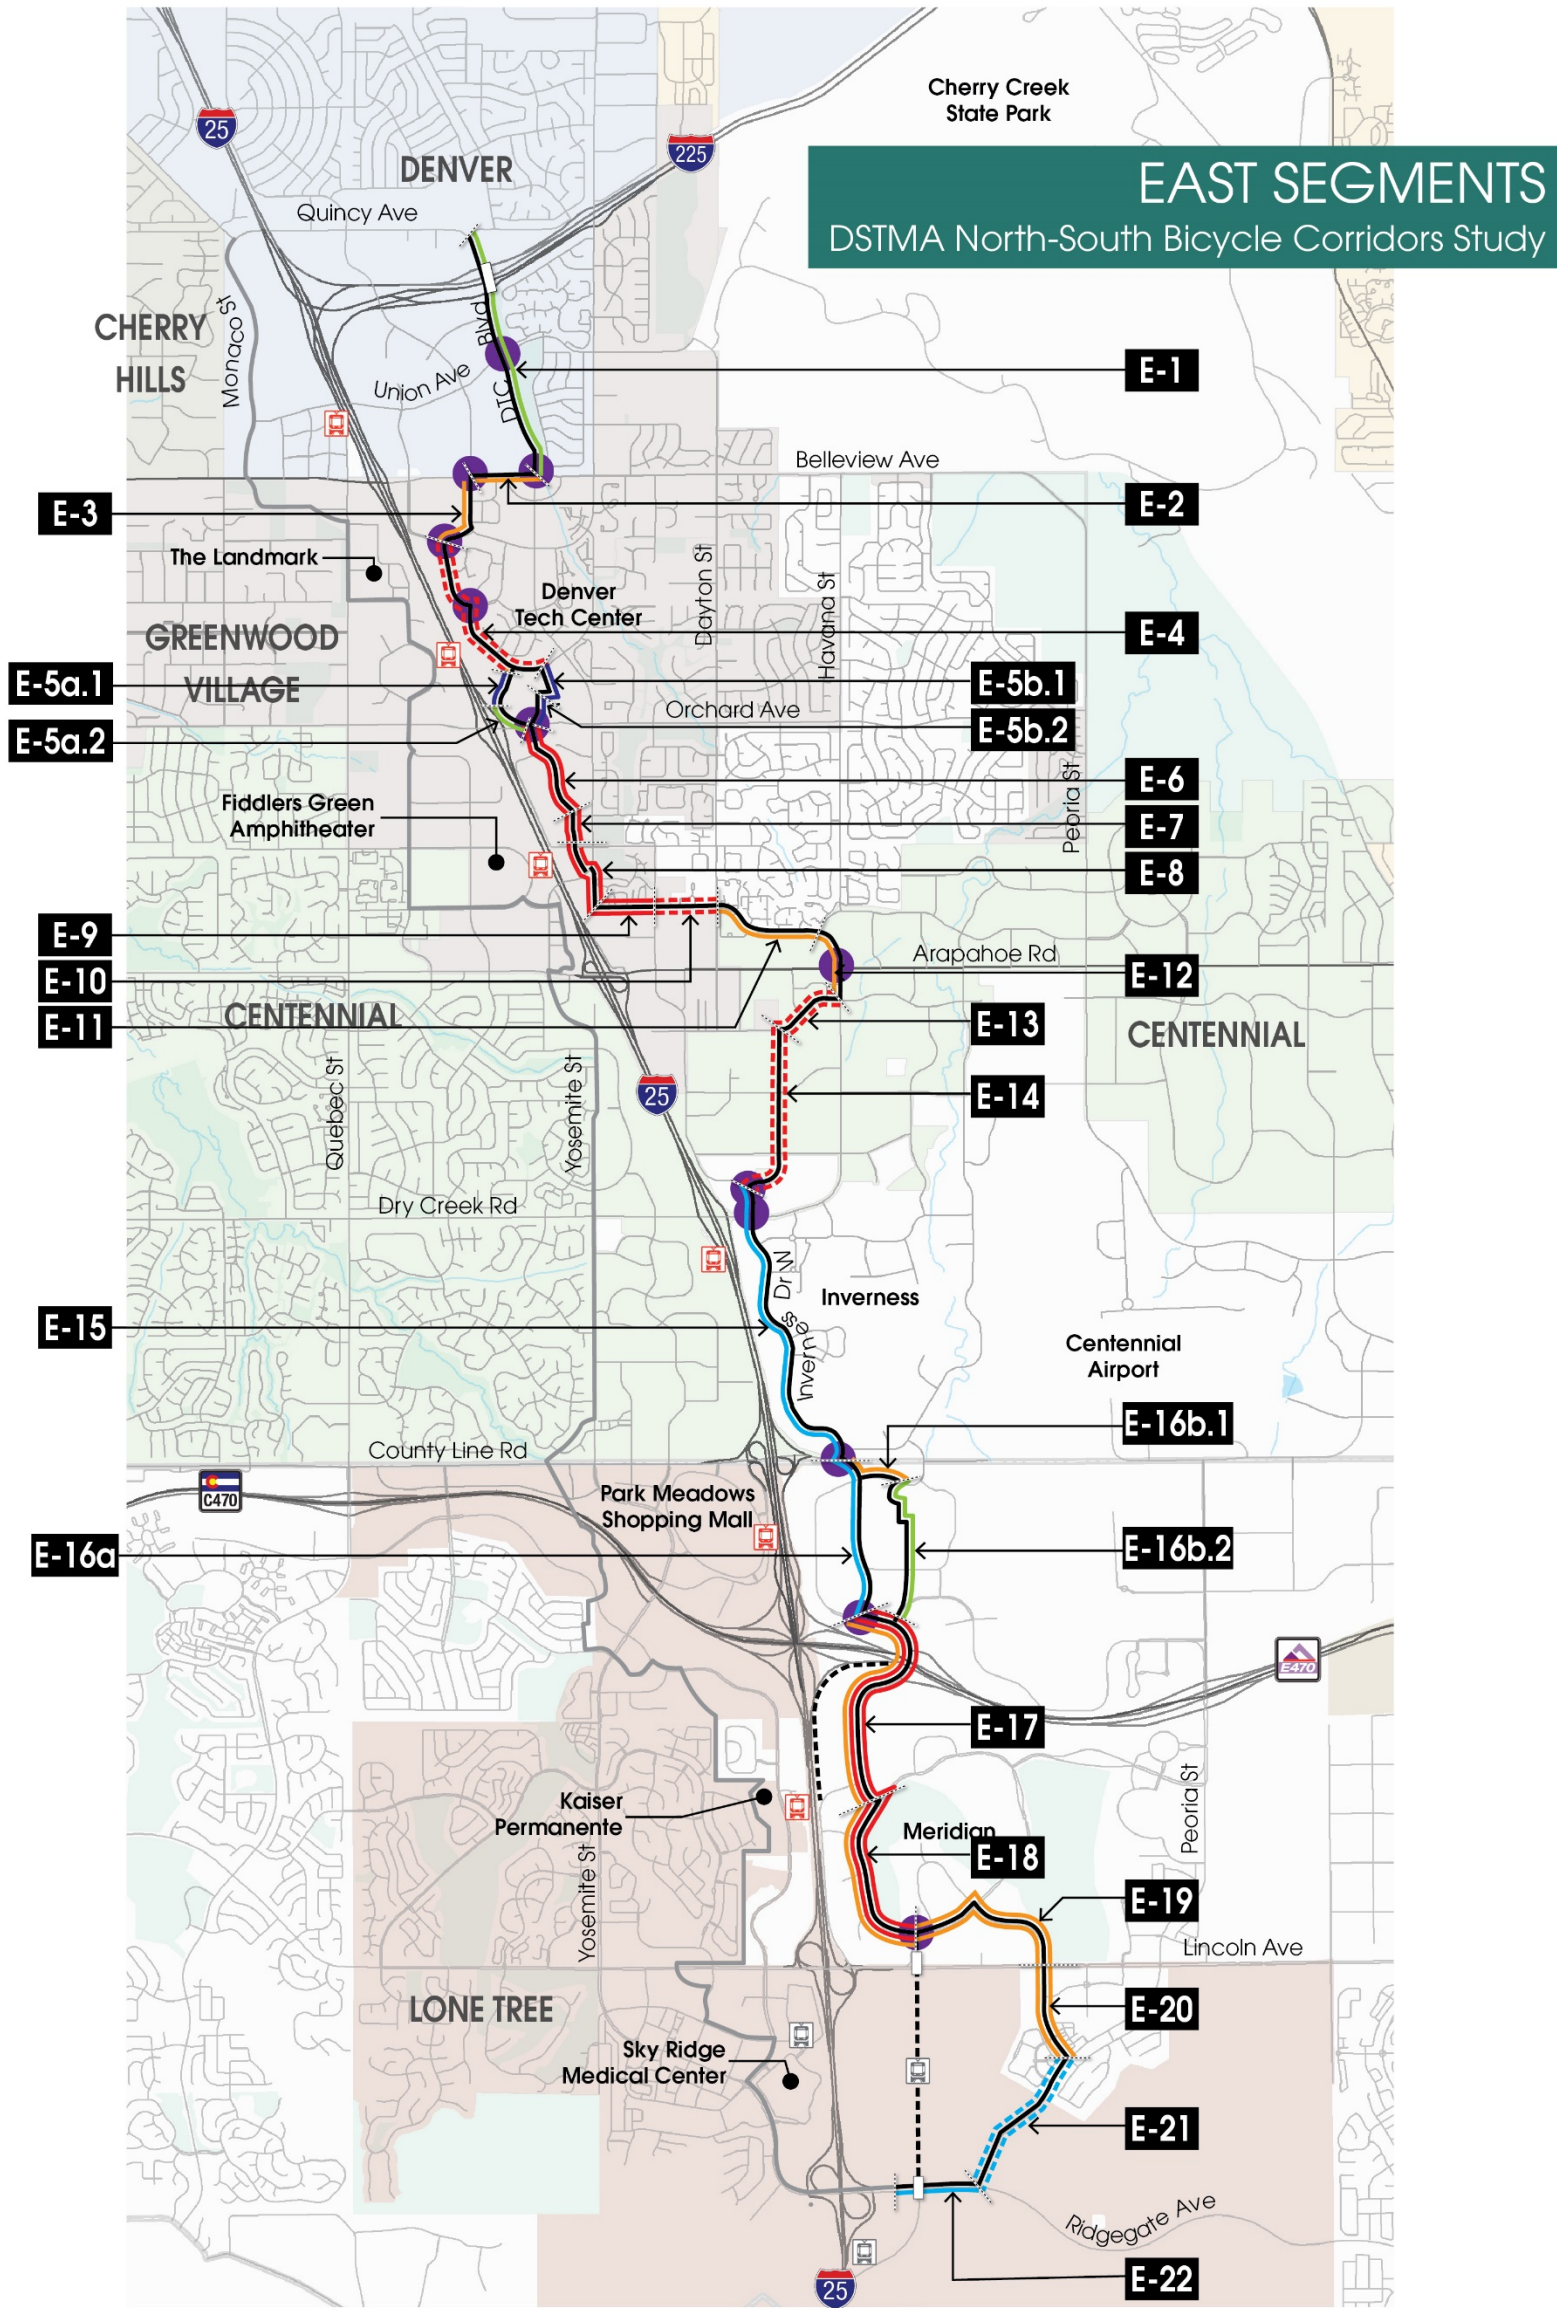 Cherry Creek
State Park
25
225
DENVER
EAST SEGMENTS
DSTMA North-South Bicycle Corridors Study
Quincy Ave
CHERRY
HILLS
Monaco St
Union Ave
DTC Blvd
E-1
Belleview Ave
E-2
E-3
The Landmark
Denver
Tech Center
Dayton St
Havana St
E-4
GREENWOOD
VILLAGE
E-5a.1
E-5b.1
Orchard Ave
E-5b.2
E-5a.2
Peoria St
E-6
Fiddlers Green
Amphitheater
E-7
E-8
E-9
Arapahoe Rd
E-10
E-12
E-11
CENTENNIAL
E-13
CENTENNIAL
Quebec St
Yosemite St
25
E-14
Dry Creek Rd
Inverness Dr W
Inverness
E-15
Centennial
Airport
E-16b.1
County Line Rd
C470
Park Meadows
Shopping Mall
E-16a
E-16b.2
E470
E-17
Kaiser
Permanente
Peoria St
Meridian
E-18
Yosemite St
E-19
Lincoln Ave
LONE TREE
E-20
Sky Ridge
Medical Center
E-21
Ridgegate Ave
E-22
25